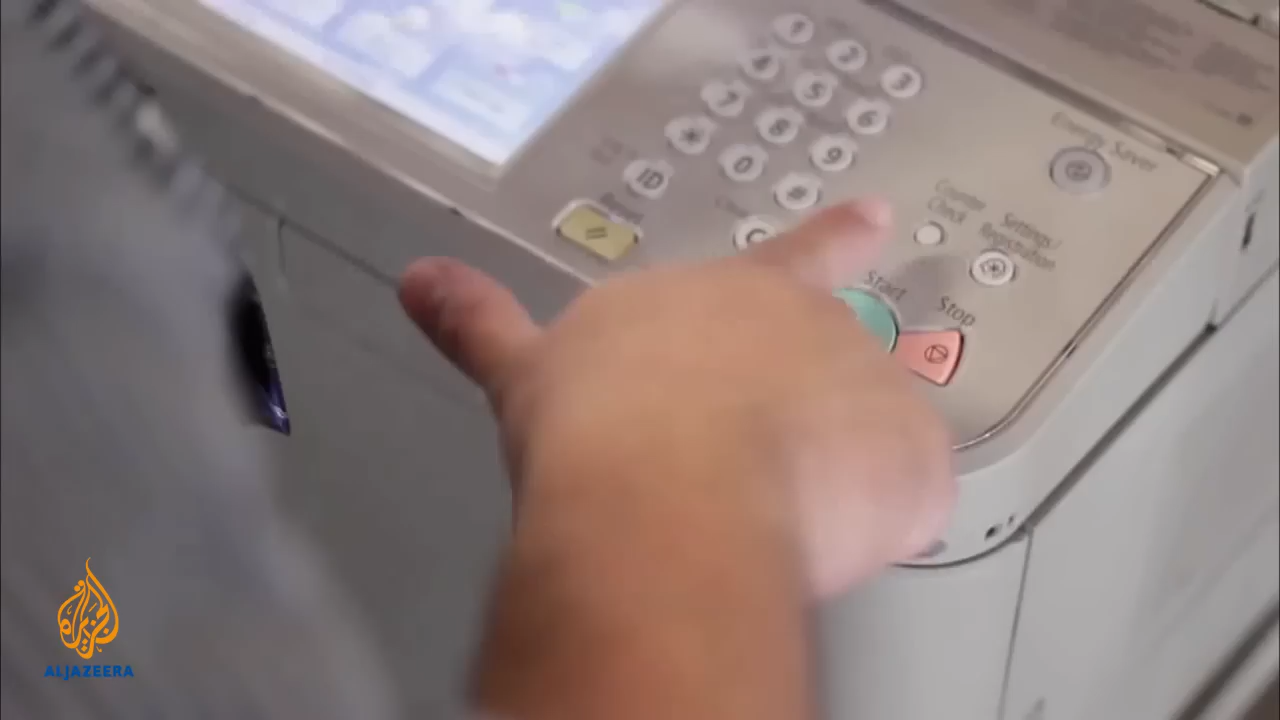 1
2
3
4
5
6
7
8
9
*
0
#
ID
C
Reset
Energy Saver
Counter
Check
Settings/
Registration
Start
Stop
الجزيرة
ALJAZEERA